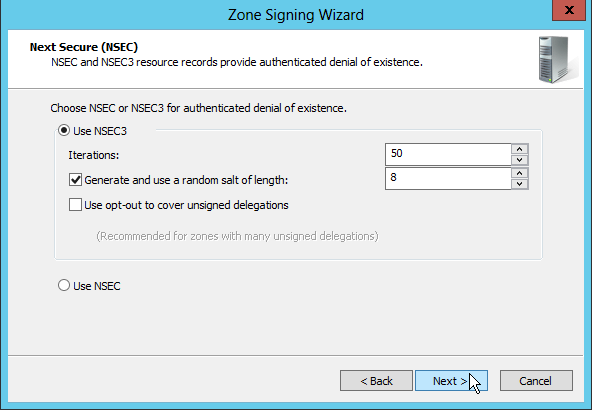 Zone Signing Wizard
X
Next Secure (NSEC)
NSEC and NSEC3 resource records provide authenticated denial of existence.
Choose NSEC or NSEC3 for authenticated denial of existence.
Use NSEC3
Iterations: 50
Generate and use a random salt of length: 8
Use opt-out to cover unsigned delegations
(Recommended for zones with many unsigned delegations)
Use NSEC
< Back Next > Cancel